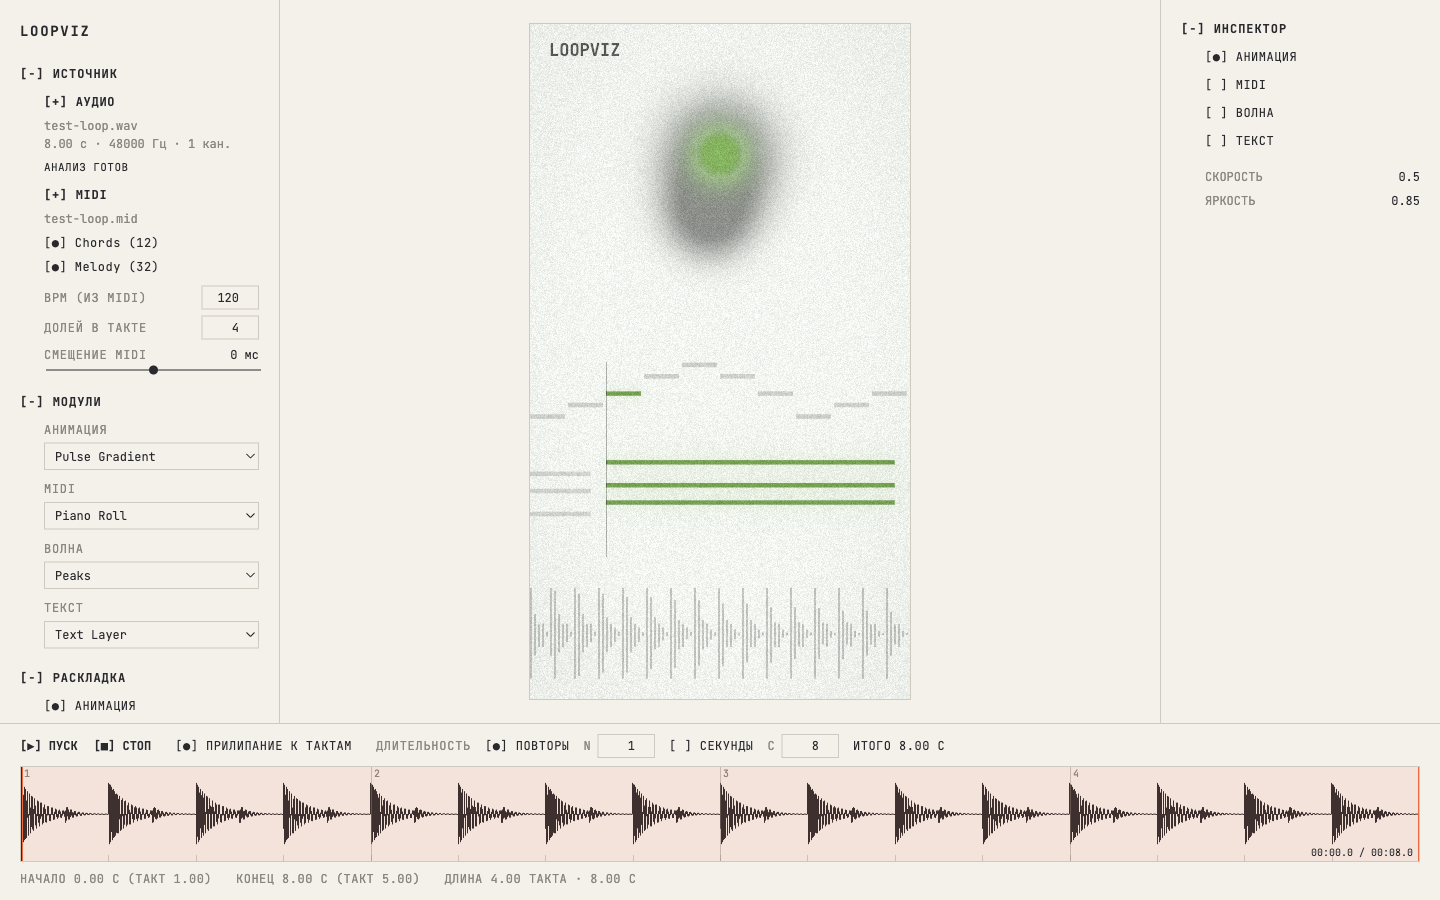 LOOPVIZ
[-] ИСТОЧНИК
[+] АУДИО
test-loop.wav
8.00 с · 48000 Гц · 1 кан.
АНАЛИЗ ГОТОВ
[+] MIDI
test-loop.mid
[●] Chords (12)
[●] Melody (32)
BPM (ИЗ MIDI) 120
ДОЛЕЙ В ТАКТЕ 4
СМЕЩЕНИЕ MIDI 0 мс
[-] МОДУЛИ
АНИМАЦИЯ
Pulse Gradient
MIDI
Piano Roll
ВОЛНА
Peaks
ТЕКСТ
Text Layer
[-] РАСКЛАДКА
[●] АНИМАЦИЯ
LOOPVIZ
[-] ИНСПЕКТОР
[●] АНИМАЦИЯ
[ ] MIDI
[ ] ВОЛНА
[ ] ТЕКСТ
СКОРОСТЬ 0.5
ЯРКОСТЬ 0.85
[▶] ПУСК [■] СТОП [●] ПРИЛИПАНИЕ К ТАКТАМ ДЛИТЕЛЬНОСТЬ [●] ПОВТОРЫ N 1 [ ] СЕКУНДЫ С 8 ИТОГО 8.00 С
1 2 3 4
00:00.0 / 00:08.0
НАЧАЛО 0.00 С (ТАКТ 1.00) КОНЕЦ 8.00 С (ТАКТ 5.00) ДЛИНА 4.00 ТАКТА · 8.00 С